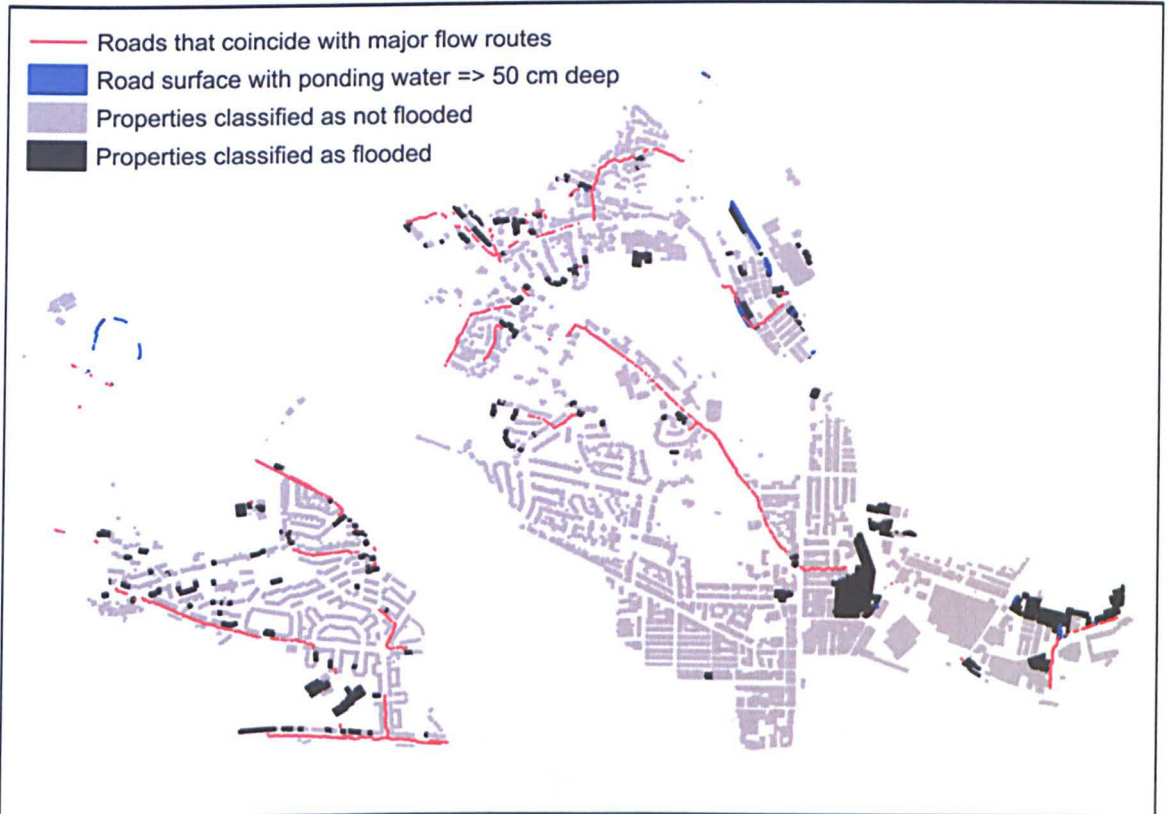 Roads that coincide with major flow routes
Road surface with ponding water => 50 cm deep
Properties classified as not flooded
Properties classified as flooded